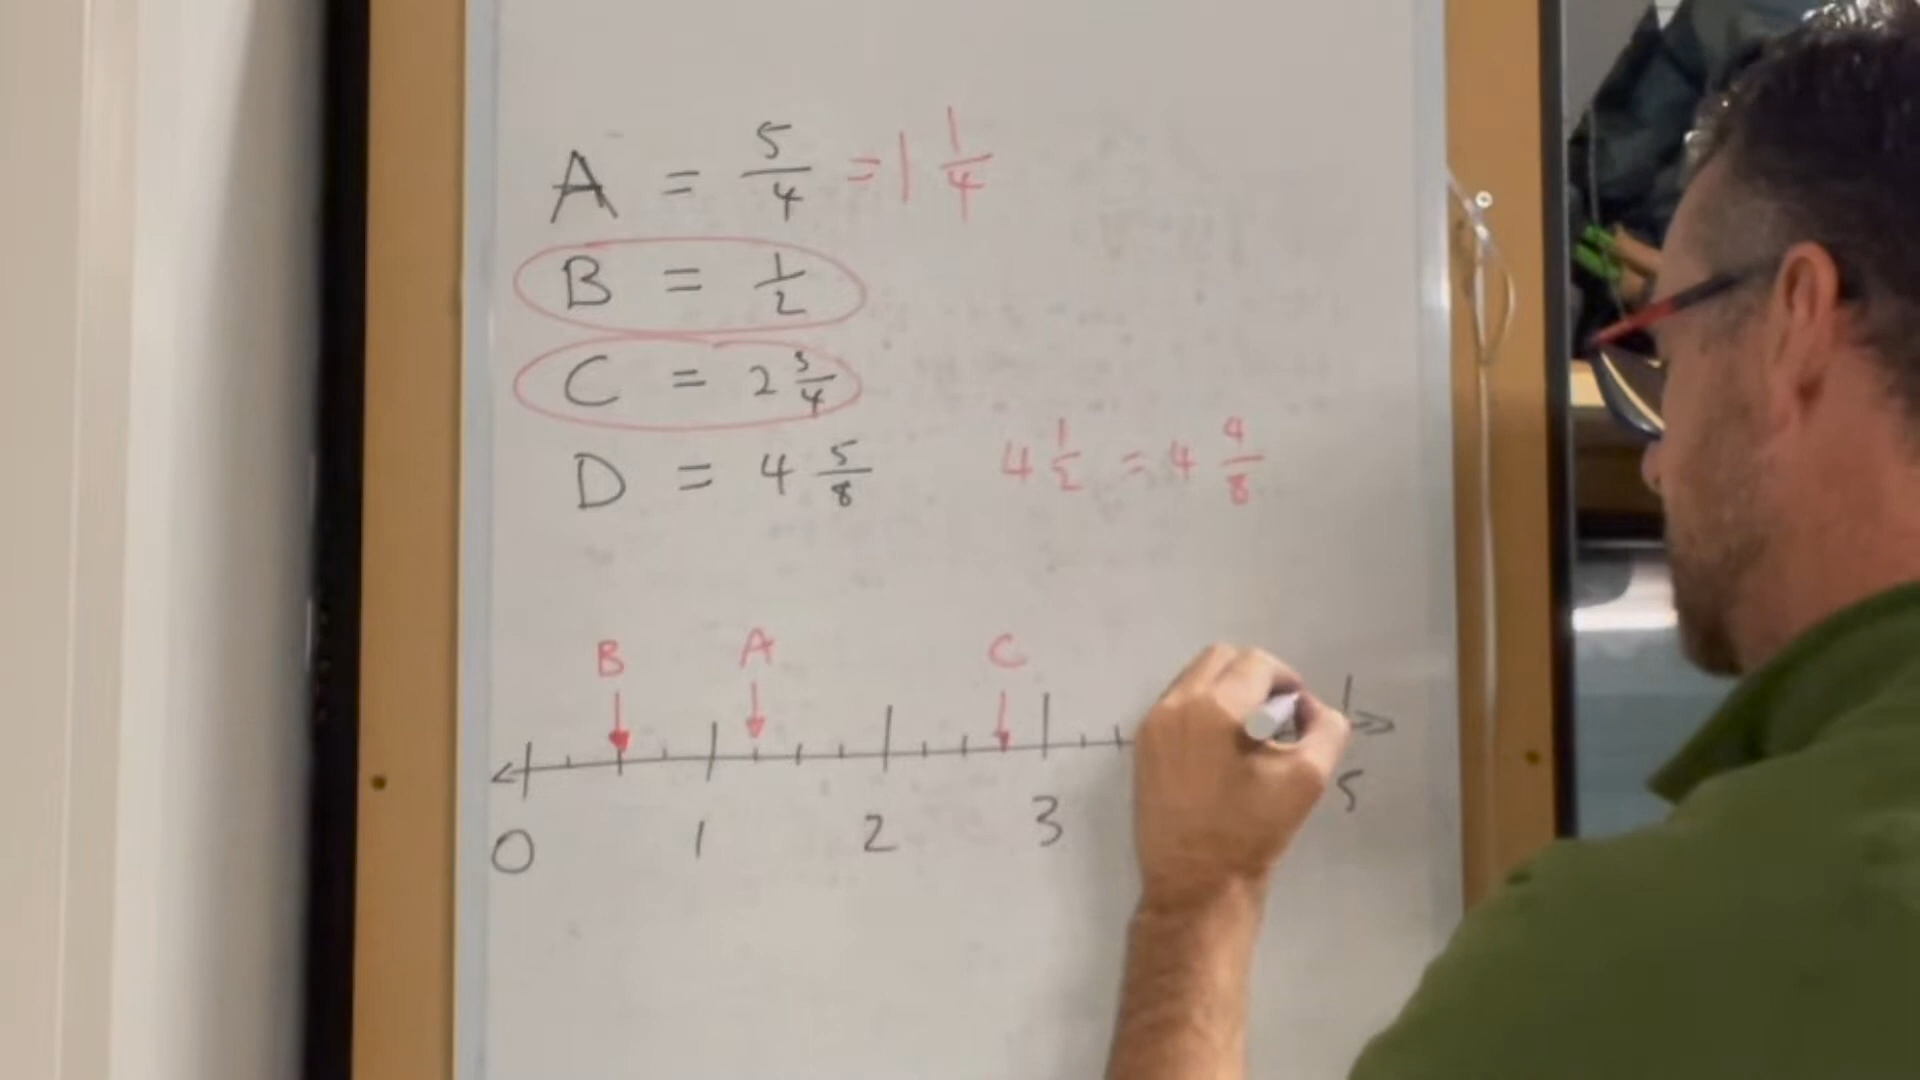 A = 5/4 = 1 1/4
B = 1/2
C = 2 3/4
D = 4 5/8 4 1/2 = 4 4/8
B A C
0 1 2 3 5